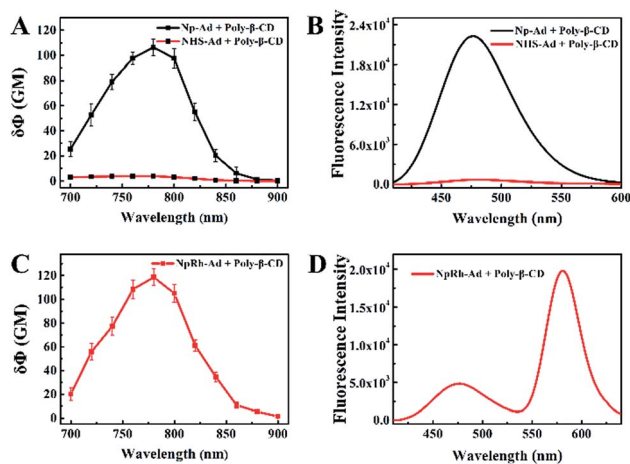 A
Np-Ad + Poly-β-CD
NHS-Ad + Poly-β-CD
δΦ (GM)
120
100
80
60
40
20
0
700 750 800 850 900
Wavelength (nm)
B
Np-Ad + Poly-β-CD
NHS-Ad + Poly-β-CD
Fluorescence Intensity
2.4x10⁴
1.8x10⁴
1.2x10⁴
6.0x10³
0.0
450 500 550 600
Wavelength (nm)
C
NpRh-Ad + Poly-β-CD
δΦ (GM)
120
100
80
60
40
20
0
700 750 800 850 900
Wavelength (nm)
D
NpRh-Ad + Poly-β-CD
Fluorescence Intensity
2.0x10⁴
1.5x10⁴
1.0x10⁴
5.0x10³
0.0
450 500 550 600
Wavelength (nm)